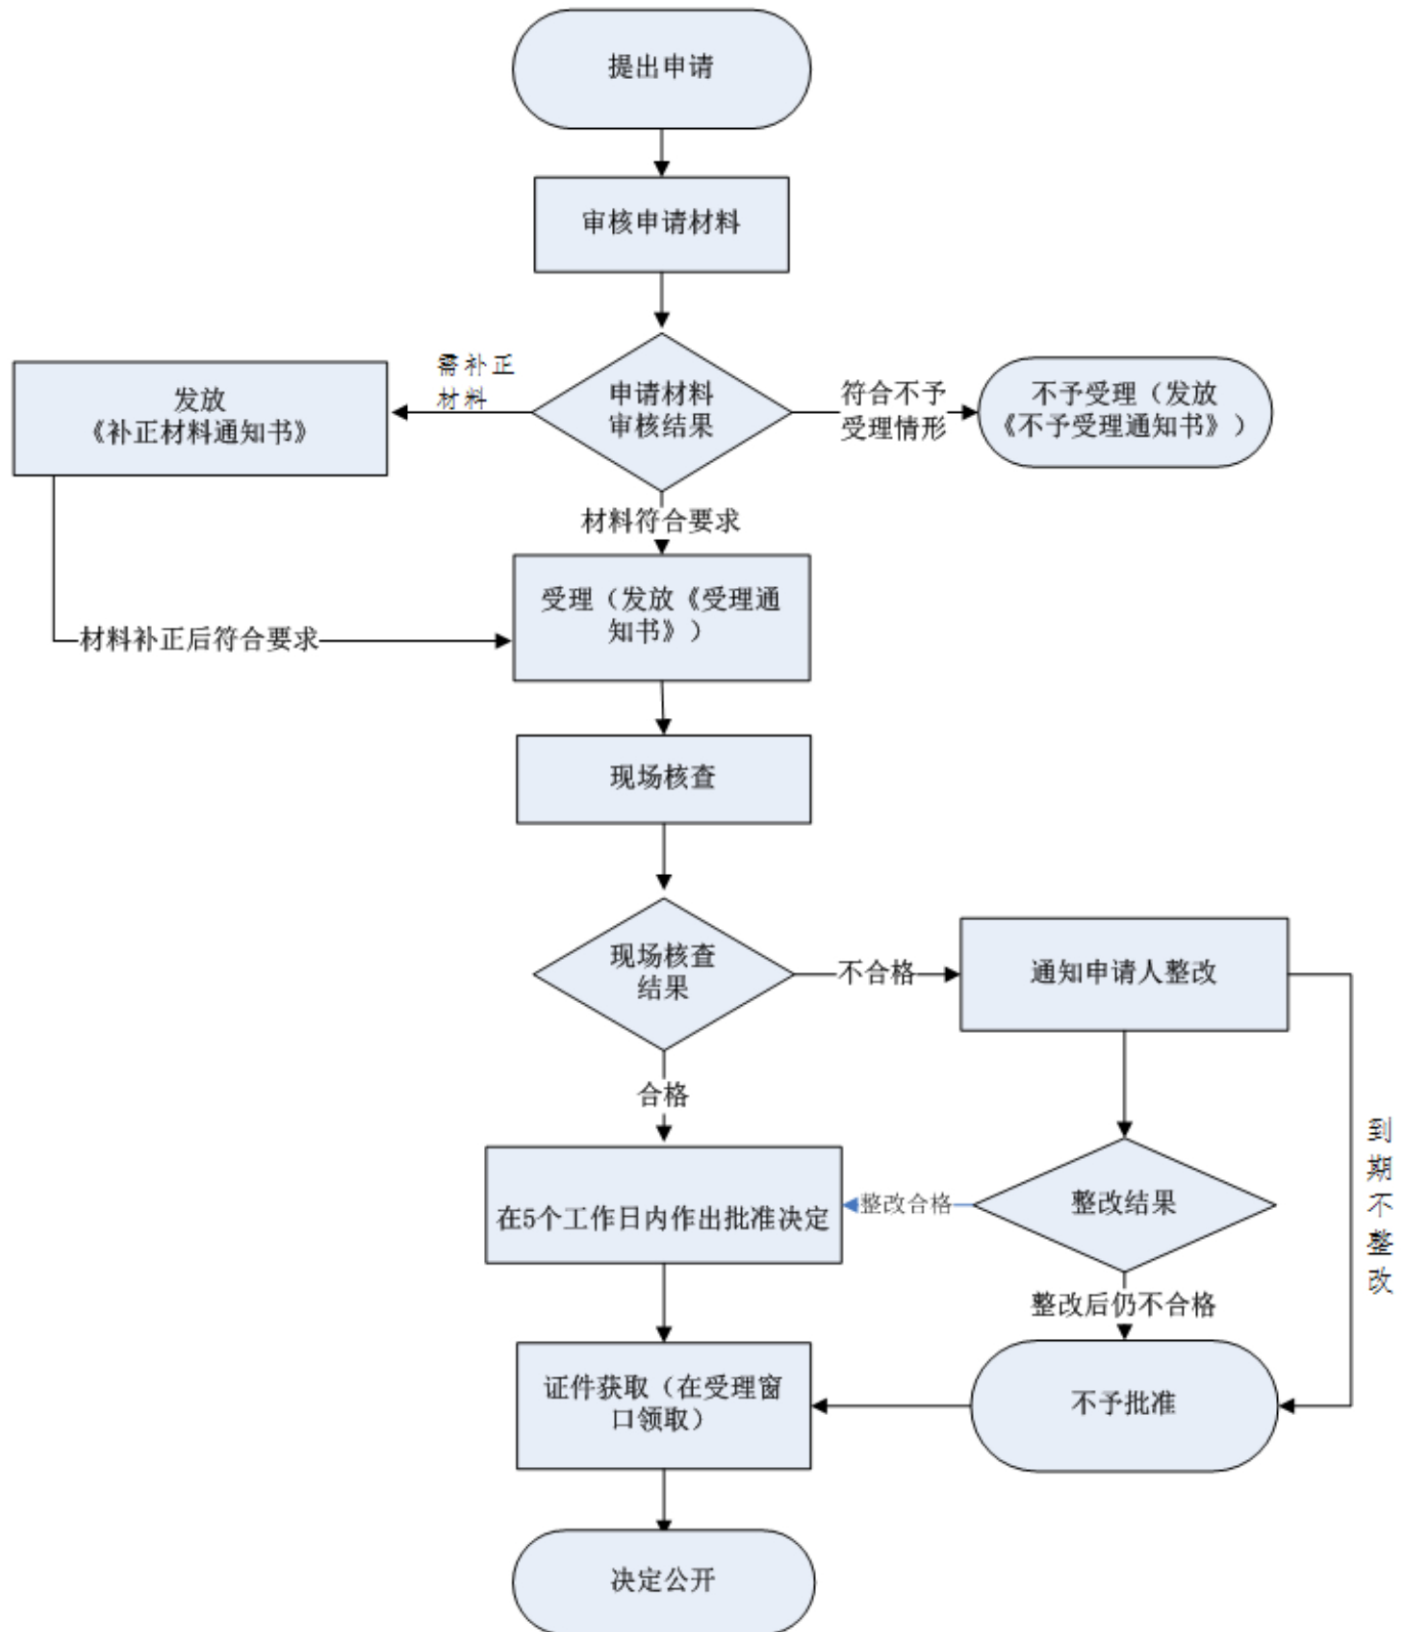 提出申请
审核申请材料
需补正
材料
发放
《补正材料通知书》
申请材料
审核结果
符合不予
受理情形
不予受理（发放
《不予受理通知书》）
材料符合要求
受理（发放《受理通
知书》）
材料补正后符合要求
现场核查
现场核查
结果
不合格
通知申请人整改
合格
到
期
不
整
改
在5个工作日内作出批准决定
整改合格
整改结果
整改后仍不合格
证件获取（在受理窗
口领取）
不予批准
决定公开